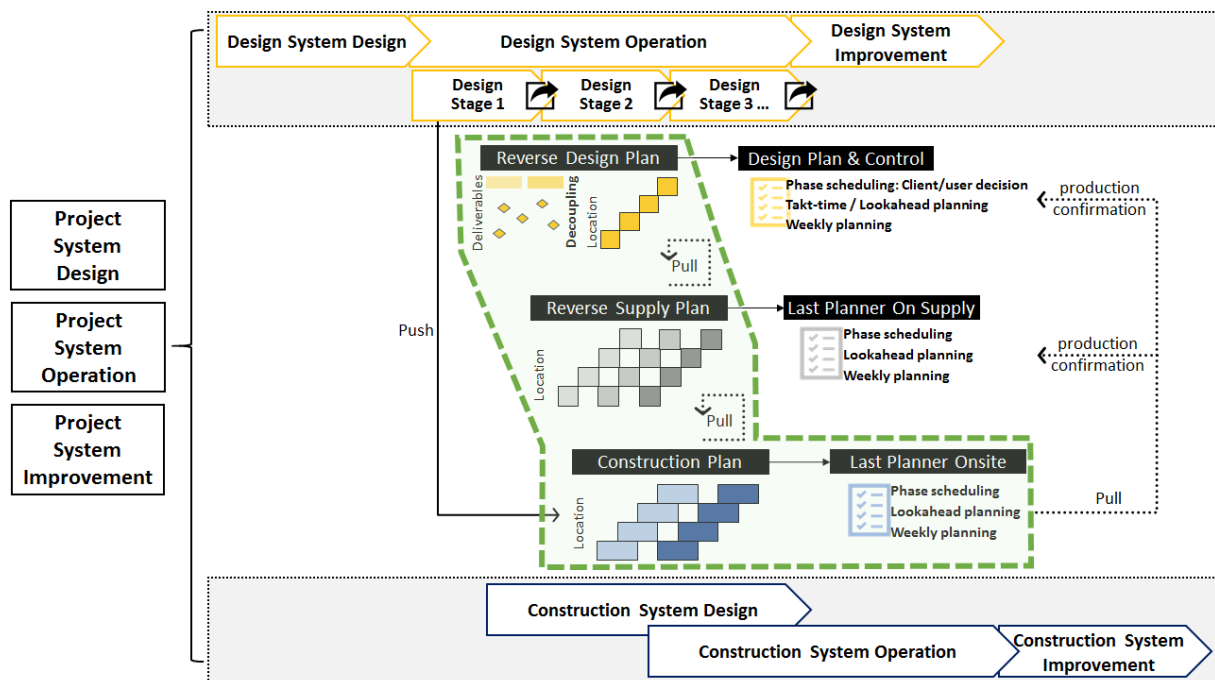 Design System Design
Design System Operation
Design System
Improvement
Design
Stage 1
Design
Stage 2
Design
Stage 3 ...
Project
System
Design
Project
System
Operation
Project
System
Improvement
Push
Reverse Design Plan
Design Plan & Control
Deliverables
Decoupling
Location
Phase scheduling: Client/user decision
Takt-time / Lookahead planning
Weekly planning
production
confirmation
Pull
Reverse Supply Plan
Last Planner On Supply
Location
Phase scheduling
Lookahead planning
Weekly planning
production
confirmation
Pull
Construction Plan
Last Planner Onsite
Location
Phase scheduling
Lookahead planning
Weekly planning
Pull
Construction System Design
Construction System Operation
Construction System
Improvement